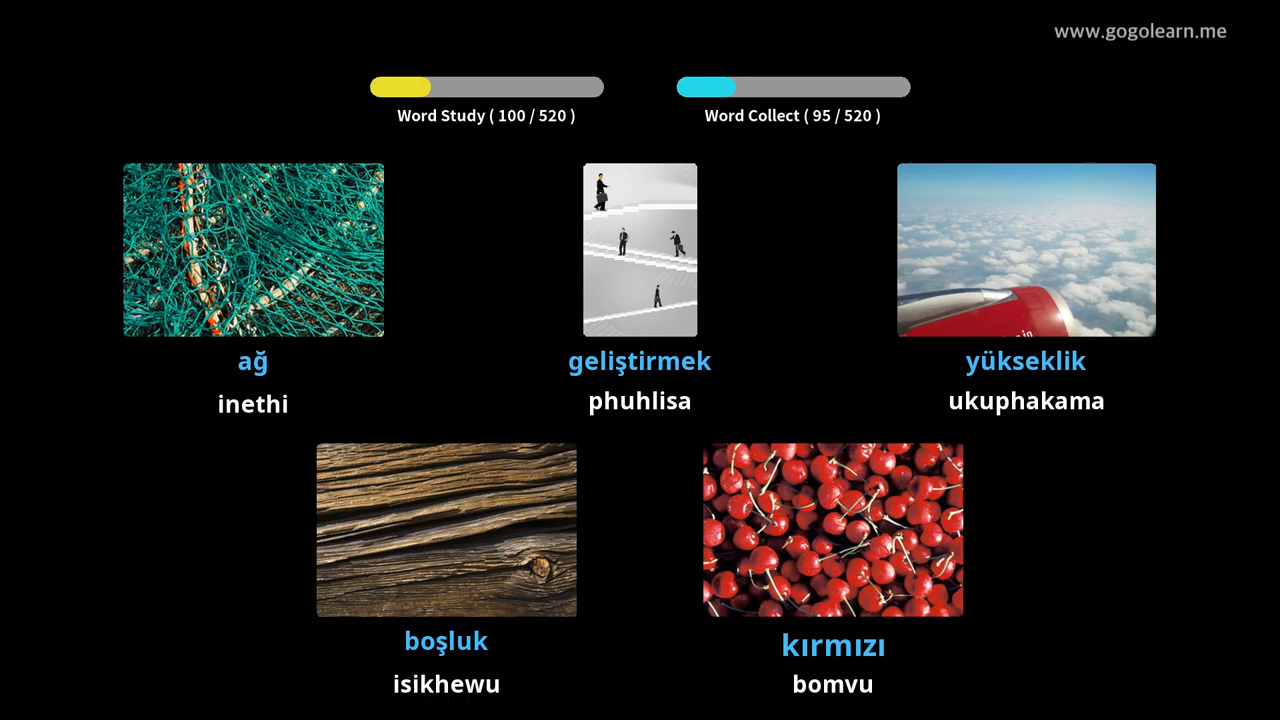 www.gogolearn.me
Word Study ( 100 / 520 )
Word Collect ( 95 / 520 )
ağ
inethi
geliştirmek
phuhlisa
yükseklik
ukuphakama
boşluk
isikhewu
kırmızı
bomvu